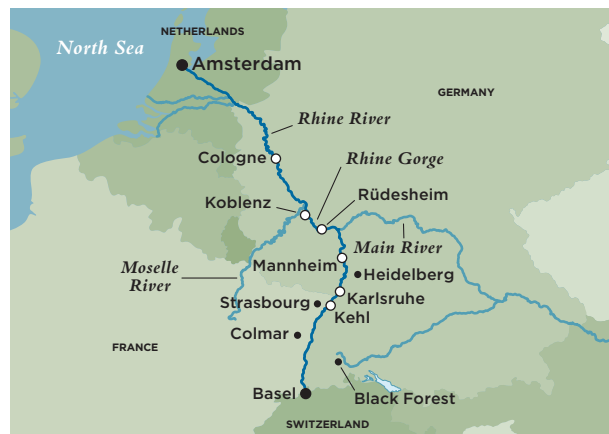 NETHERLANDS
North Sea
Amsterdam
GERMANY
Rhine River
Cologne
Rhine Gorge
Koblenz
Rüdesheim
Main River
Moselle
River
Mannheim
Heidelberg
Strasbourg
Karlsruhe
Kehl
Colmar
FRANCE
Basel
Black Forest
SWITZERLAND